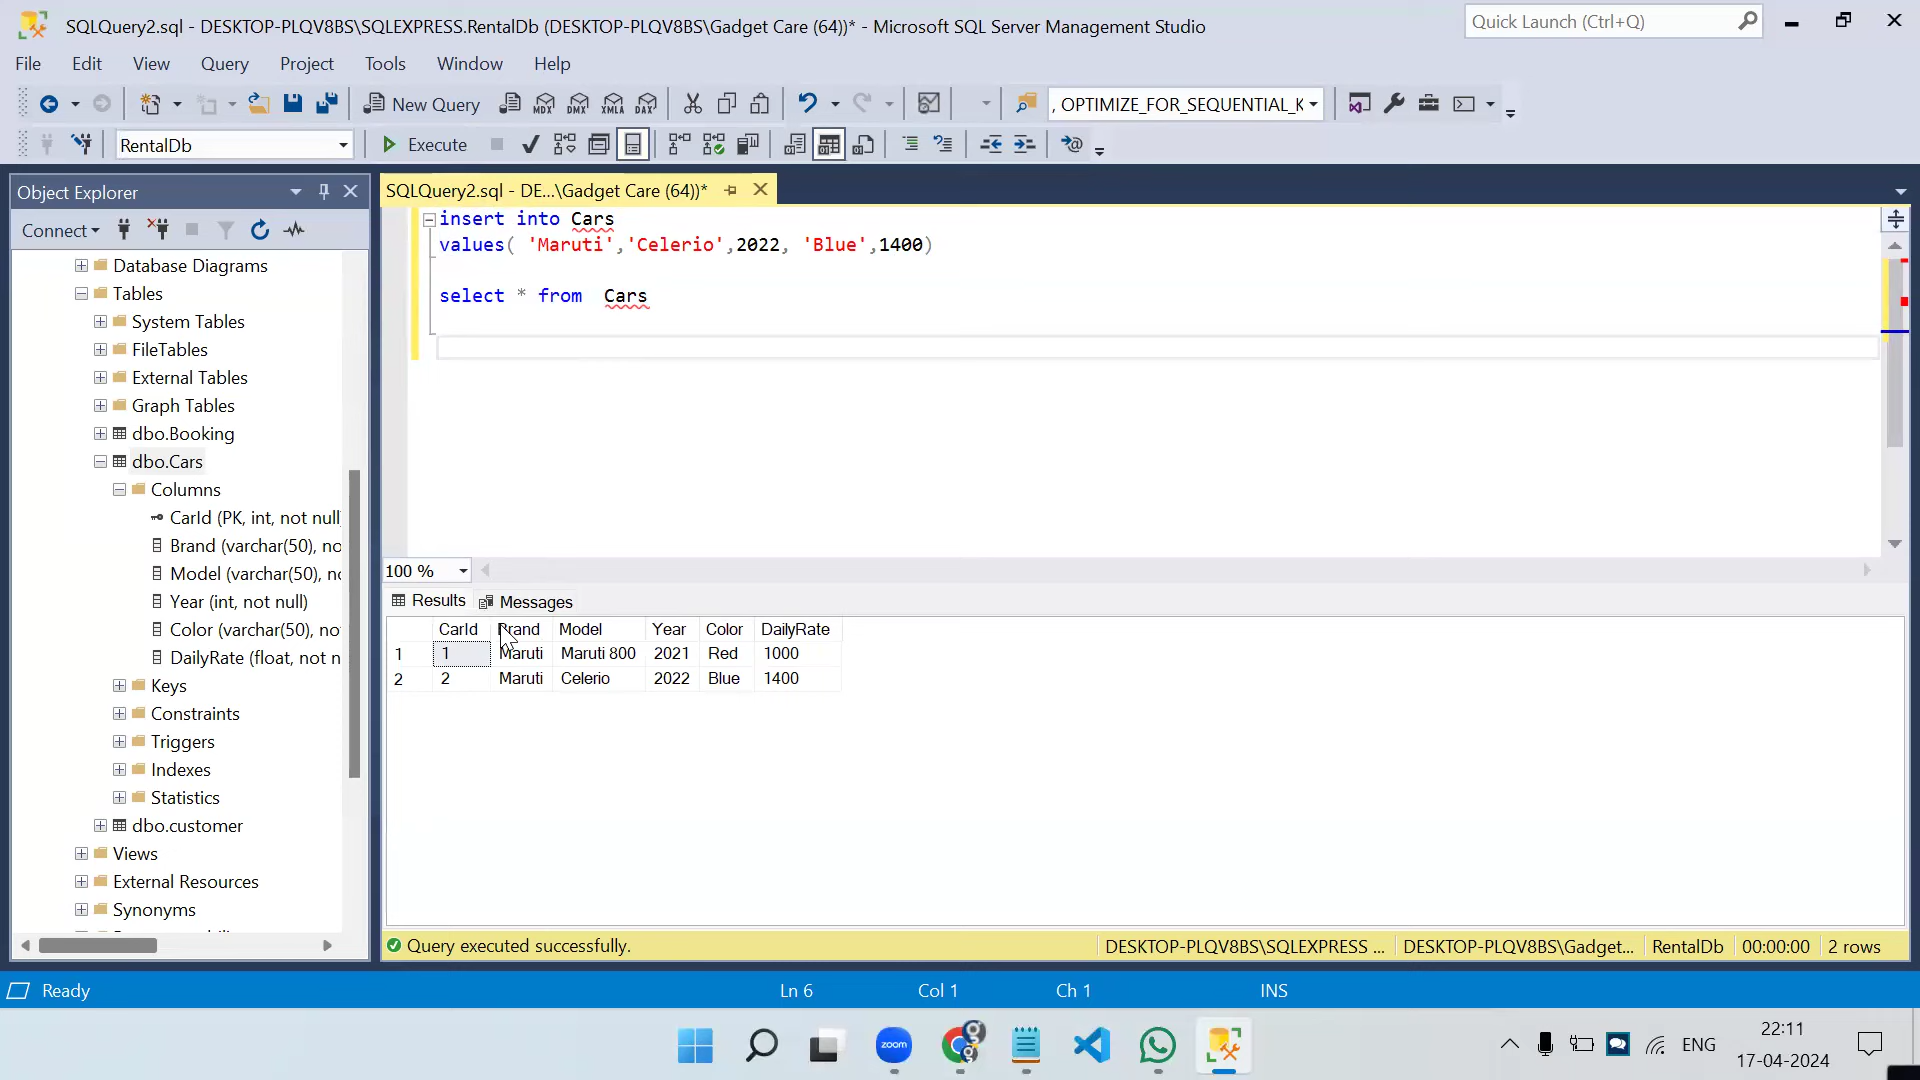 SQLQuery2.sql - DESKTOP-PLQV8BS\SQLEXPRESS.RentalDb (DESKTOP-PLQV8BS\Gadget Care (64))* - Microsoft SQL Server Management Studio
Quick Launch (Ctrl+Q)
File Edit View Query Project Tools Window Help
New Query MDX DMX XMLA DAX , OPTIMIZE_FOR_SEQUENTIAL_K
RentalDb Execute
Object Explorer
SQLQuery2.sql - DE...\Gadget Care (64))*
Connect
insert into Cars
values( 'Maruti','Celerio',2022, 'Blue',1400)
select * from  Cars
Database Diagrams
Tables
System Tables
FileTables
External Tables
Graph Tables
dbo.Booking
dbo.Cars
Columns
CarId (PK, int, not null
Brand (varchar(50), no
Model (varchar(50), no
Year (int, not null)
Color (varchar(50), no
DailyRate (float, not n
Keys
Constraints
Triggers
Indexes
Statistics
dbo.customer
Views
External Resources
Synonyms
100 %
Results Messages
CarId Brand Model Year Color DailyRate
1 1 Maruti Maruti 800 2021 Red 1000
2 2 Maruti Celerio 2022 Blue 1400
Query executed successfully. DESKTOP-PLQV8BS\SQLEXPRESS ... DESKTOP-PLQV8BS\Gadget... RentalDb 00:00:00 2 rows
Ready Ln 6 Col 1 Ch 1 INS
zoom
ENG
22:11
17-04-2024